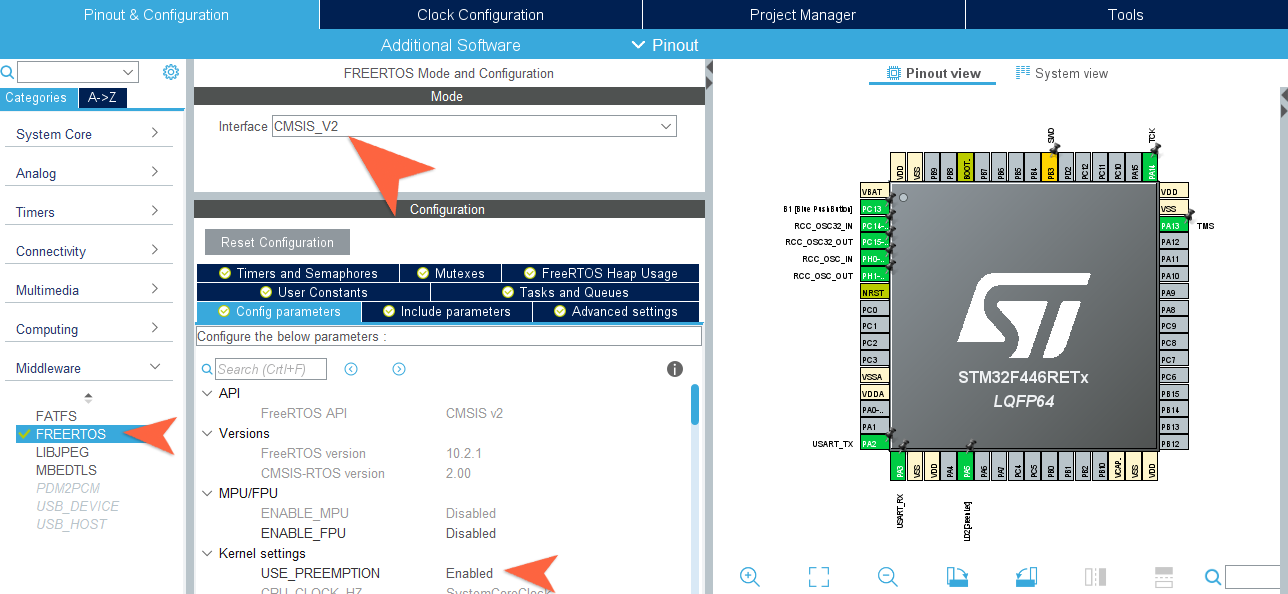 Pinout & Configuration
Clock Configuration
Project Manager
Tools
Additional Software
Pinout
Categories
A->Z
System Core
Analog
Timers
Connectivity
Multimedia
Computing
Middleware
FATFS
FREERTOS
LIBJPEG
MBEDTLS
PDM2PCM
USB_DEVICE
USB_HOST
FREERTOS Mode and Configuration
Mode
Interface CMSIS_V2
Configuration
Reset Configuration
Timers and Semaphores
Mutexes
FreeRTOS Heap Usage
User Constants
Tasks and Queues
Config parameters
Include parameters
Advanced settings
Configure the below parameters :
Search (Crtl+F)
API
FreeRTOS API CMSIS v2
Versions
FreeRTOS version 10.2.1
CMSIS-RTOS version 2.00
MPU/FPU
ENABLE_MPU Disabled
ENABLE_FPU Disabled
Kernel settings
USE_PREEMPTION Enabled
CPU_CLOCK_HZ SystemCoreClock
Pinout view
System view
SWO
TCK
VDD
VSS
PB9
PB8
BOOT..
PB7
PB6
PB5
PB4
PB3
PD2
PC12
PC11
PC10
PA15
PA14
VBAT
B1 [Blue PushButton] PC13
RCC_OSC32_IN PC14-
RCC_OSC32_OUT PC15-
RCC_OSC_IN PH0-..
RCC_OSC_OUT PH1-..
NRST
PC0
PC1
PC2
PC3
VSSA
VDDA
PA0-..
PA1
USART_TX PA2
ST
STM32F446RETx
LQFP64
VDD
VSS
PA13 TMS
PA12
PA11
PA10
PA9
PA8
PC9
PC8
PC7
PC6
PB15
PB14
PB13
PB12
PA3
VSS
VDD
PA4
PA5
PA6
PA7
PC4
PC5
PB0
PB1
PB2
PB10
VCAP..
VSS
VDD
USART_RX
LD2 [Green Led]